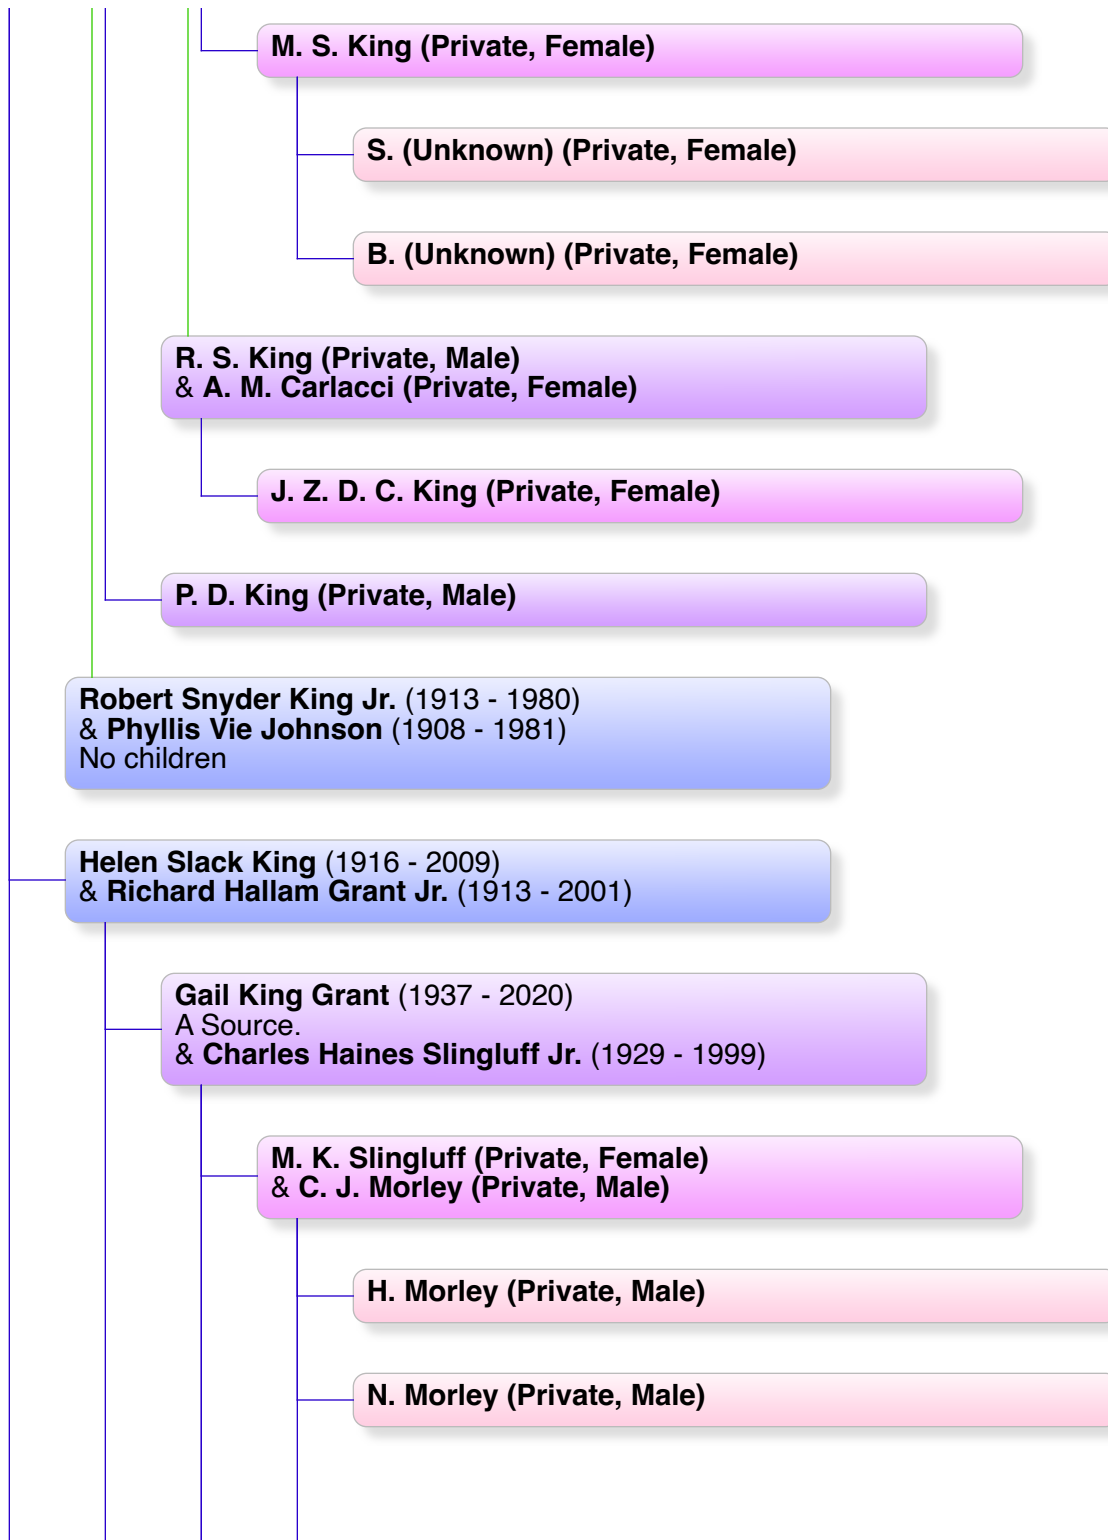 M. S. King (Private, Female)
S. (Unknown) (Private, Female)
B. (Unknown) (Private, Female)
R. S. King (Private, Male)
& A. M. Carlacci (Private, Female)
J. Z. D. C. King (Private, Female)
P. D. King (Private, Male)
Robert Snyder King Jr. (1913 - 1980)
& Phyllis Vie Johnson (1908 - 1981)
No children
Helen Slack King (1916 - 2009)
& Richard Hallam Grant Jr. (1913 - 2001)
Gail King Grant (1937 - 2020)
A Source.
& Charles Haines Slingluff Jr. (1929 - 1999)
M. K. Slingluff (Private, Female)
& C. J. Morley (Private, Male)
H. Morley (Private, Male)
N. Morley (Private, Male)